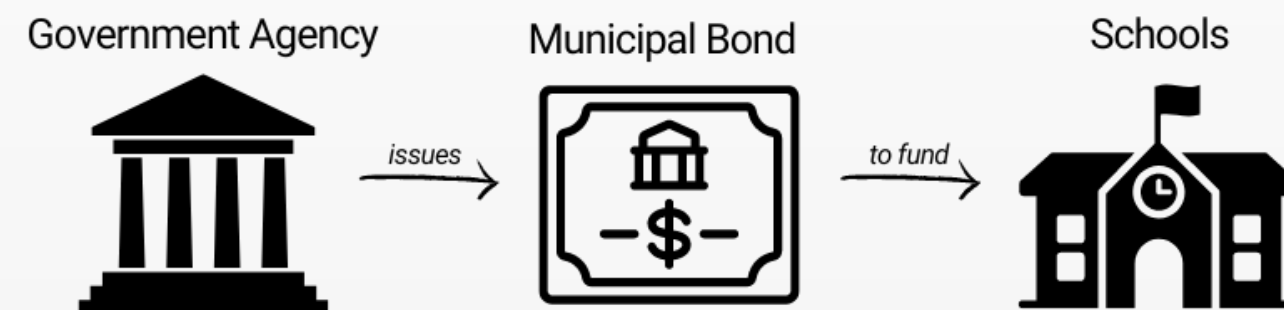 Government Agency
Municipal Bond
Schools
issues
to fund
$